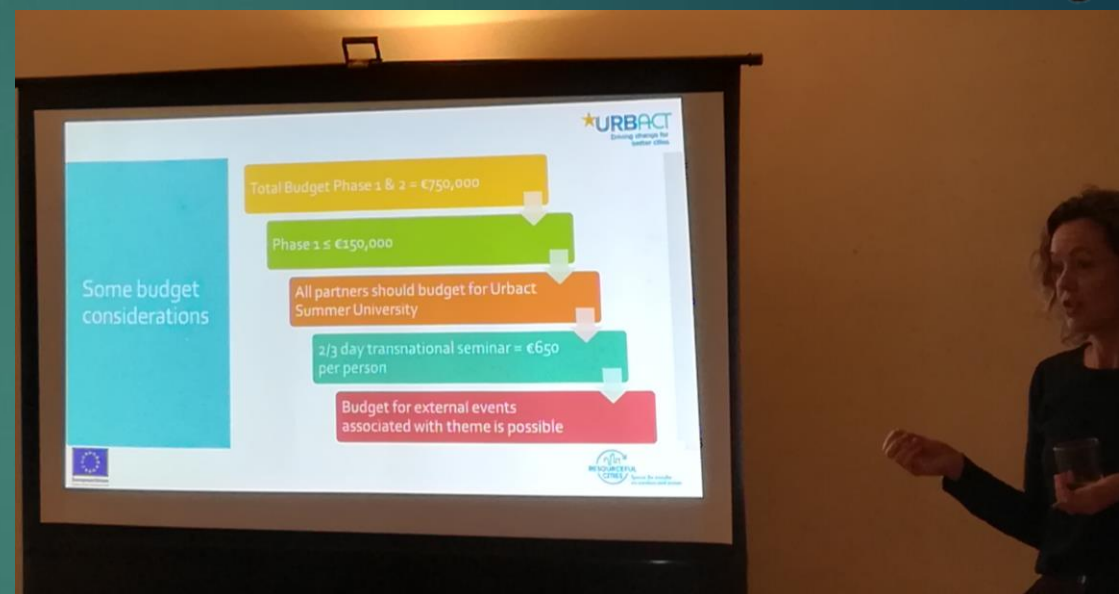 URBACT
Driving change for
better cities
Some budget
considerations
Total Budget Phase 1 & 2 = €750,000
Phase 1 ≤ €150,000
All partners should budget for Urbact
Summer University
2/3 day transnational seminar = €650
per person
Budget for external events
associated with theme is possible
RESOURCEFUL
CITIES